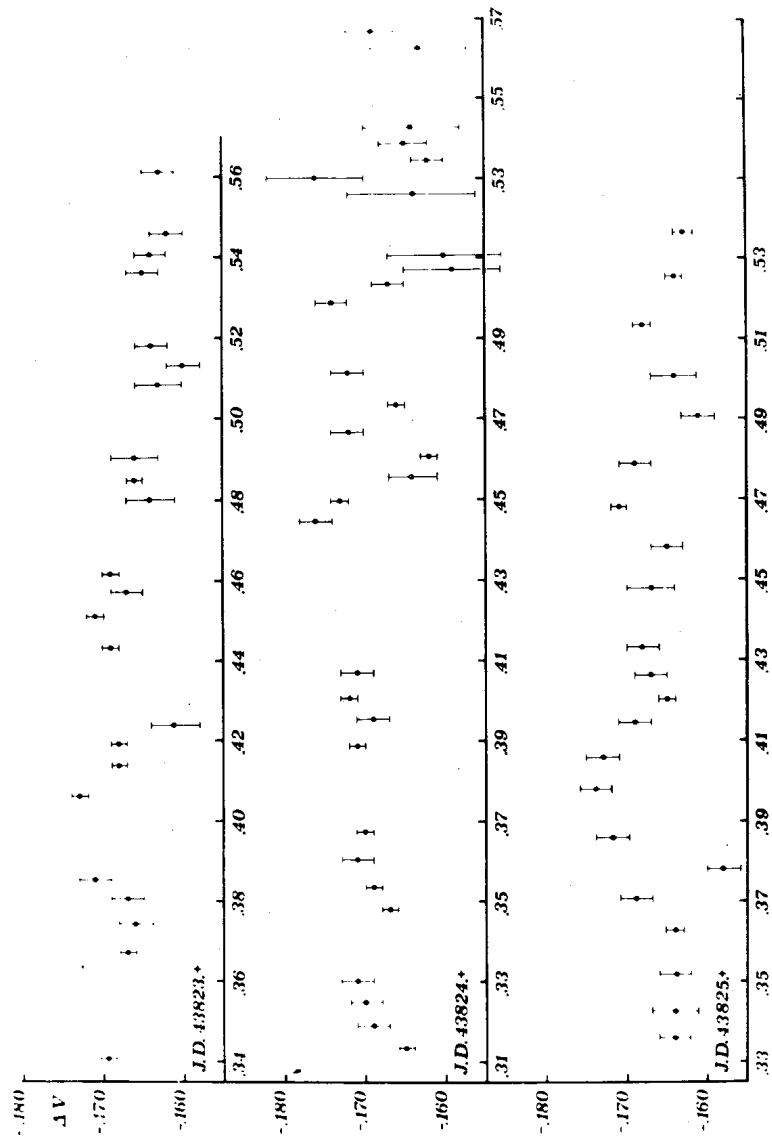 -.180
ΔV
-.170
-.160
J.D. 43823.+
.34 .36 .38 .40 .42 .44 .46 .48 .50 .52 .54 .56
-.180
-.170
-.160
J.D. 43824.+
.31 .33 .35 .37 .39 .41 .43 .45 .47 .49 .53 .55 .57
-.180
-.170
-.160
J.D. 43825.+
.33 .35 .37 .39 .41 .43 .45 .47 .49 .51 .53